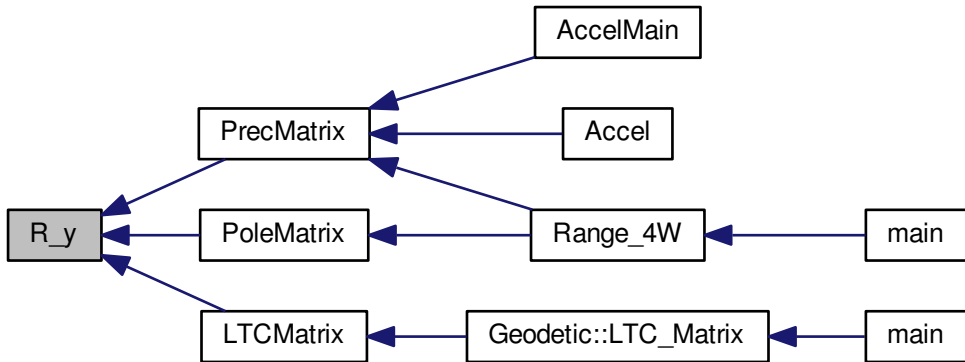 AccelMain
PrecMatrix
Accel
R_y
PoleMatrix
Range_4W
main
LTCMatrix
Geodetic::LTC_Matrix
main